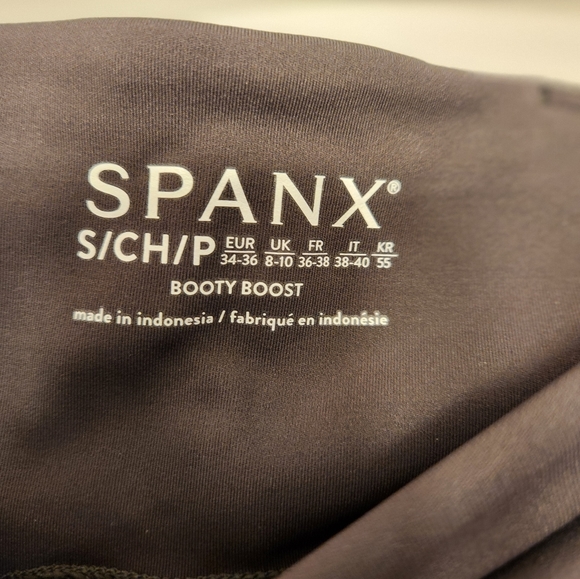 SPANX®
S/CH/P EUR 34-36 UK 8-10 FR 36-38 IT 38-40 KR 55
BOOTY BOOST
made in indonesia / fabriqué en indonésie